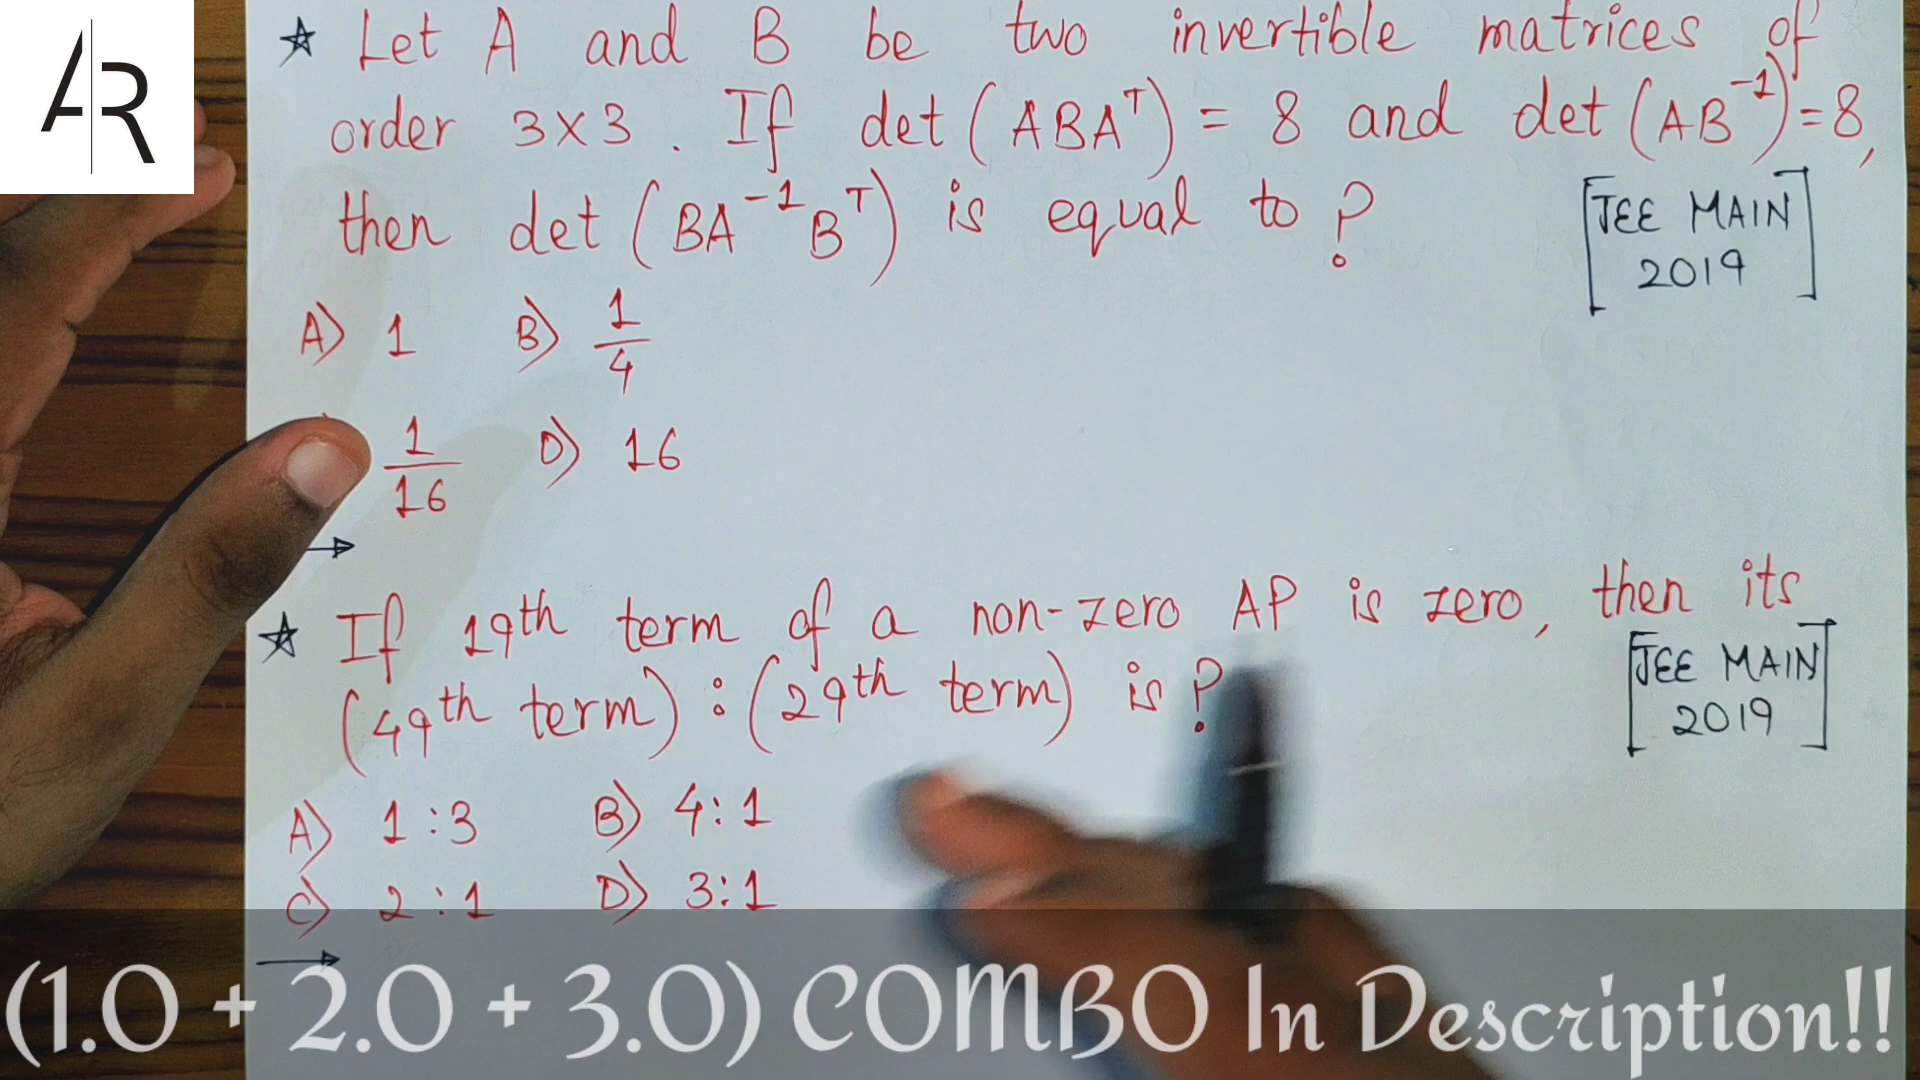 AR
☆ Let A and B be two invertible matrices of
order 3×3. If det (ABAᵀ) = 8 and det (AB⁻¹) = 8,
then det (BA⁻¹Bᵀ) is equal to ?
[JEE MAIN
2019]
A) 1 B) 1/4
1/16 D) 16
→
☆ If 19th term of a non-zero AP is zero, then its
(49th term) : (29th term) is ?
[JEE MAIN
2019]
A) 1 : 3 B) 4 : 1
C) 2 : 1 D) 3 : 1
→
(1.0 + 2.0 + 3.0) COMBO In Description!!